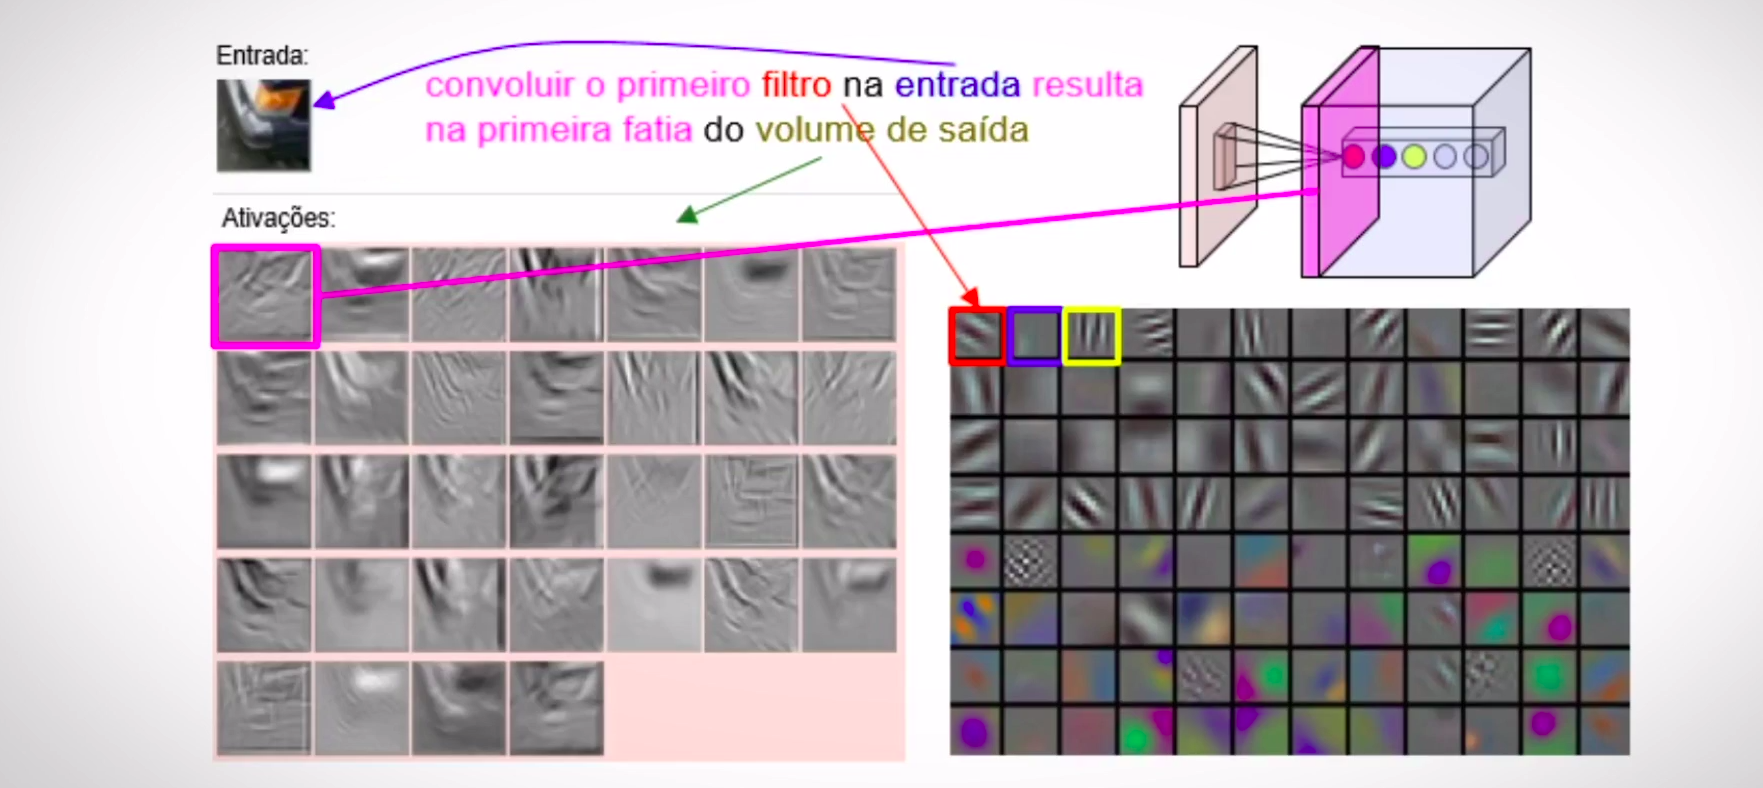 Entrada:
convoluir o primeiro filtro na entrada resulta
na primeira fatia do volume de saída
Ativações: